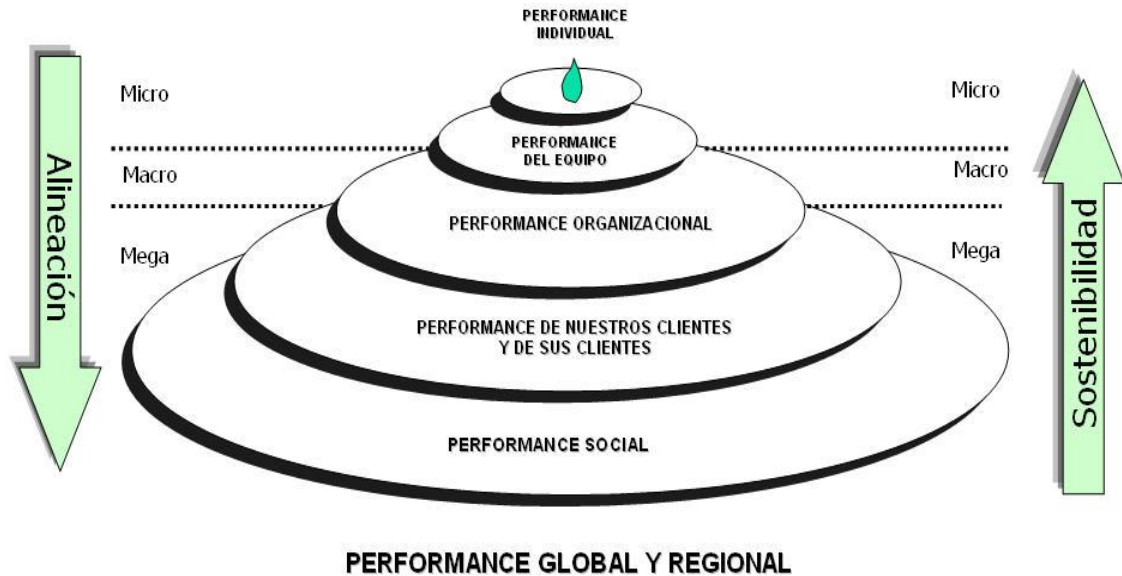 PERFORMANCE
INDIVIDUAL
Micro
Micro
PERFORMANCE
DEL EQUIPO
Macro
Macro
PERFORMANCE ORGANIZACIONAL
Mega
Mega
PERFORMANCE DE NUESTROS CLIENTES
Y DE SUS CLIENTES
PERFORMANCE SOCIAL
Alineación
Sostenibilidad
PERFORMANCE GLOBAL Y REGIONAL